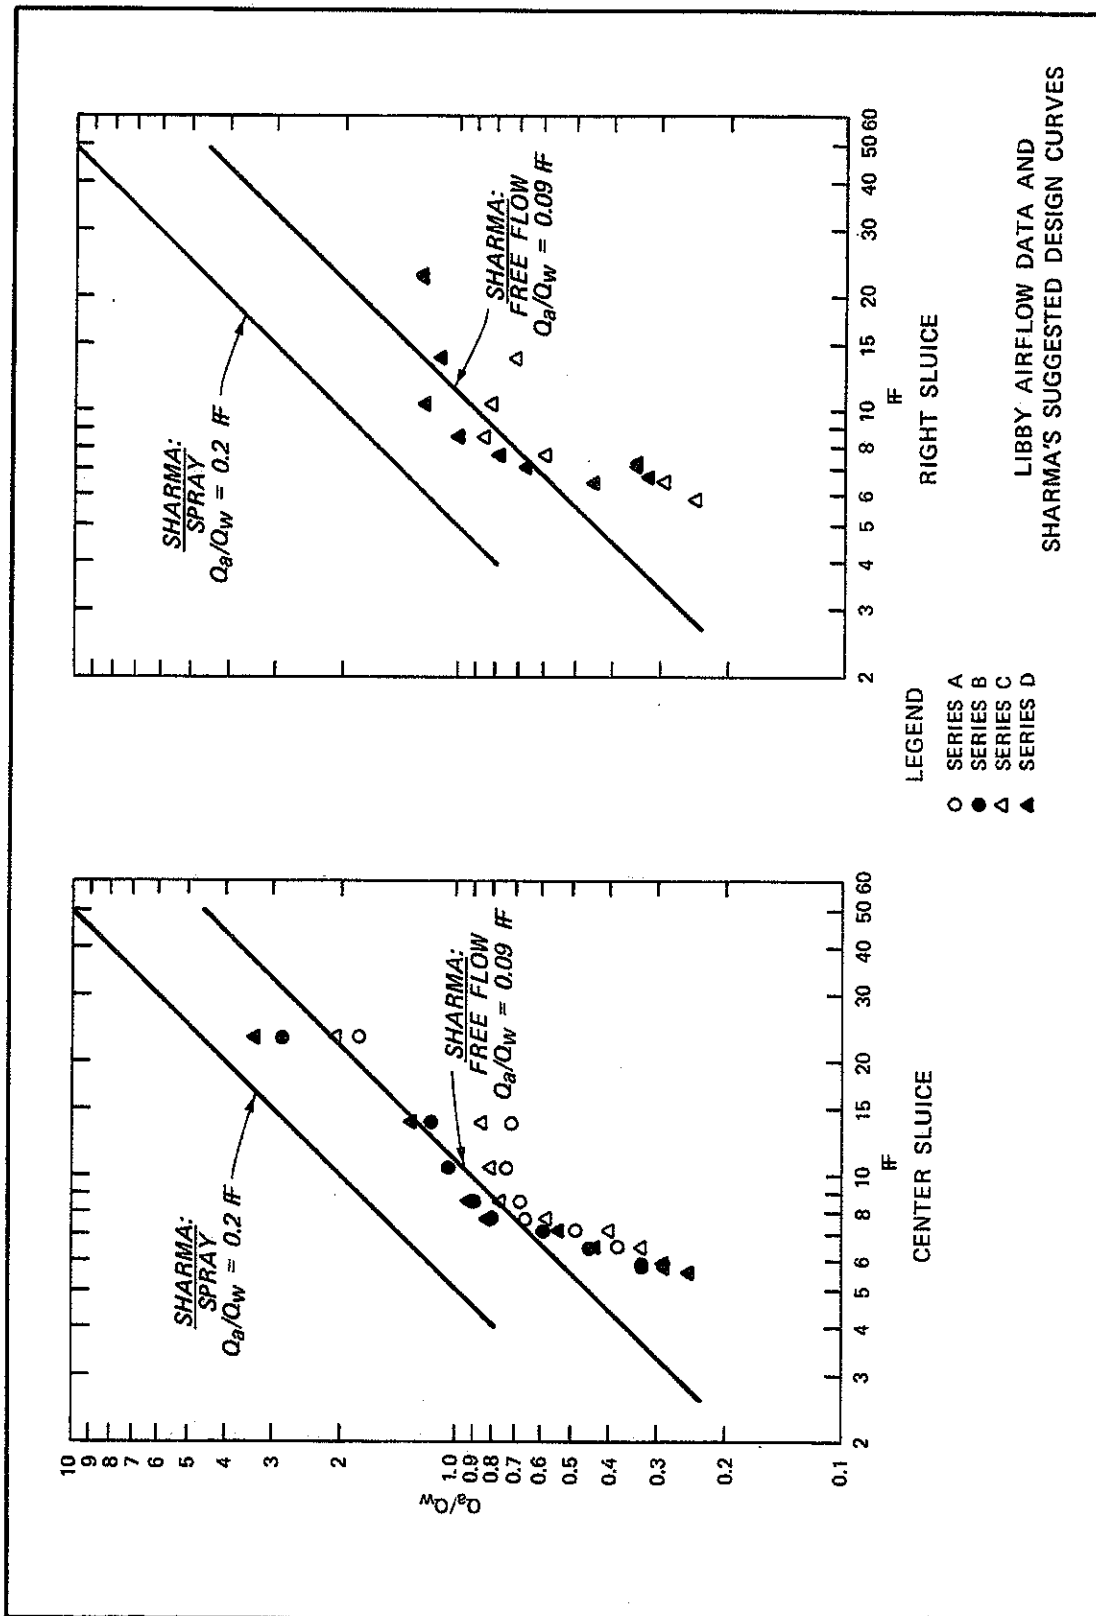 10
9
8
7
6
5
4
3
2
1.0
0.9
0.8
0.7
0.6
0.5
0.4
0.3
0.2
0.1
Qa/Qw
SHARMA:
SPRAY
Qa/Qw = 0.2 F
SHARMA:
FREE FLOW
Qa/Qw = 0.09 F
2 3 4 5 6 8 10 15 20 30 40 50 60
F
CENTER SLUICE
SHARMA:
SPRAY
Qa/Qw = 0.2 F
SHARMA:
FREE FLOW
Qa/Qw = 0.09 F
2 3 4 5 6 8 10 15 20 30 40 50 60
F
RIGHT SLUICE
LEGEND
SERIES A
SERIES B
SERIES C
SERIES D
LIBBY AIRFLOW DATA AND
SHARMA'S SUGGESTED DESIGN CURVES